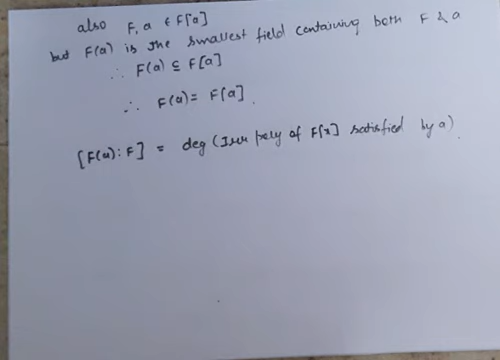 also F, a ∈ F[a]
but F(a) is the smallest field containing both F & a
∴ F(a) ⊆ F[a]
∴ F(a) = F[a].
[F(a):F] = deg (Irr poly of F[x] satisfied by a).